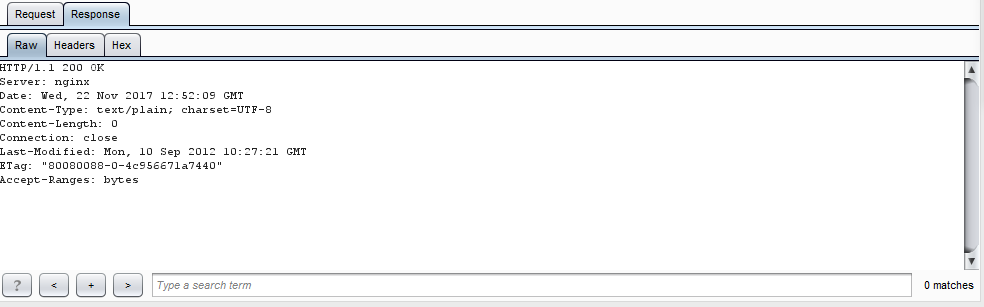 Request Response
Raw Headers Hex
HTTP/1.1 200 OK
Server: nginx
Date: Wed, 22 Nov 2017 12:52:09 GMT
Content-Type: text/plain; charset=UTF-8
Content-Length: 0
Connection: close
Last-Modified: Mon, 10 Sep 2012 10:27:21 GMT
ETag: "80080088-0-4c956671a7440"
Accept-Ranges: bytes
? < + > Type a search term 0 matches